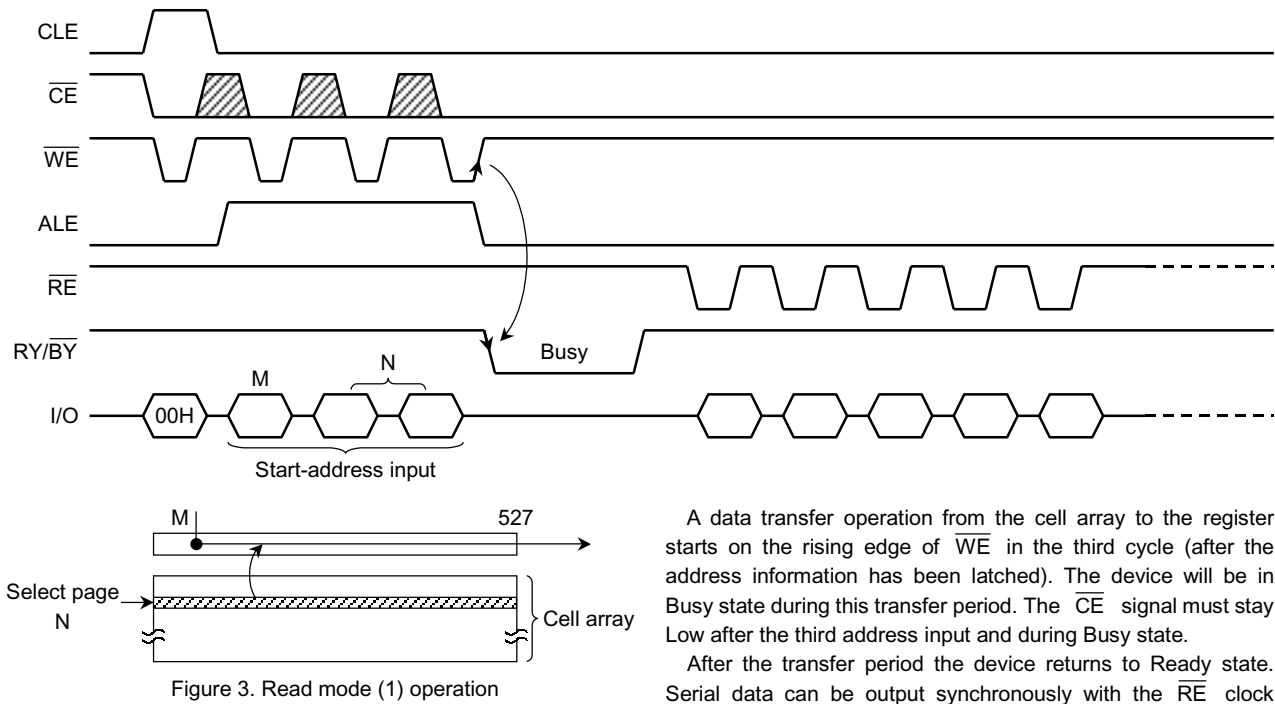 CLE
CE
WE
ALE
RE
RY/BY
Busy
M
N
I/O
00H
Start-address input
M
527
Select page
N
Cell array
Figure 3. Read mode (1) operation
A data transfer operation from the cell array to the register
starts on the rising edge of WE in the third cycle (after the
address information has been latched). The device will be in
Busy state during this transfer period. The CE signal must stay
Low after the third address input and during Busy state.
After the transfer period the device returns to Ready state.
Serial data can be output synchronously with the RE clock